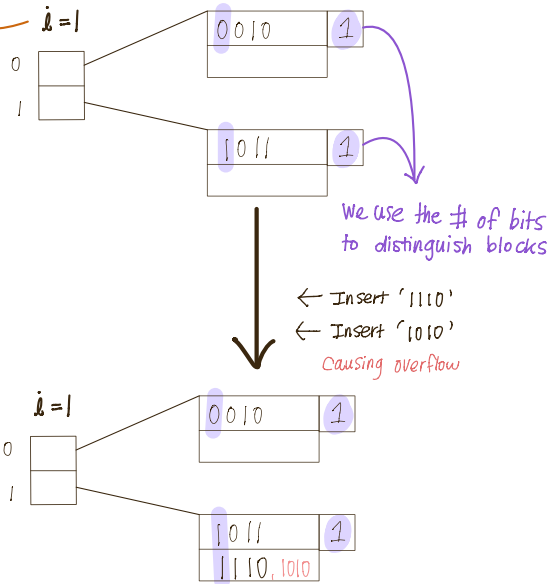 i=1
0010 1
0
1
1011 1
We use the # of bits
to distinguish blocks
← Insert '1110'
← Insert '1010'
Causing overflow
i=1
0010 1
0
1
1011 1
1110, 1010